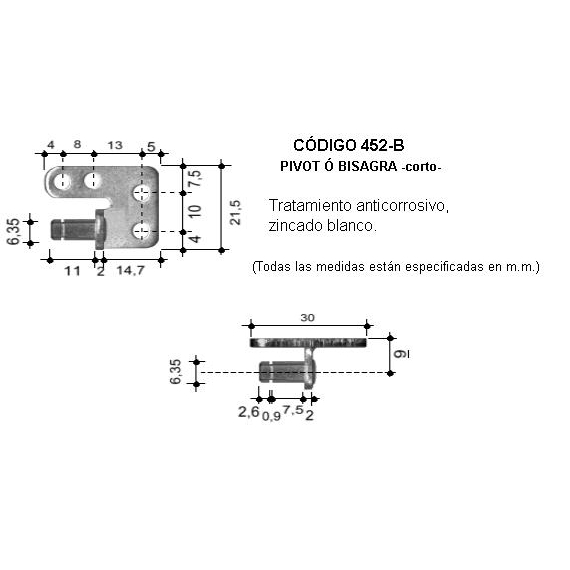 CÓDIGO 452-B
PIVOT Ó BISAGRA -corto-
Tratamiento anticorrosivo,
zincado blanco.
(Todas las medidas están especificadas en m.m.)
4 8 13 5
7,5
10
4
21,5
6,35
11 2 14,7
30
9
6,35
2,6 0,9 7,5 2